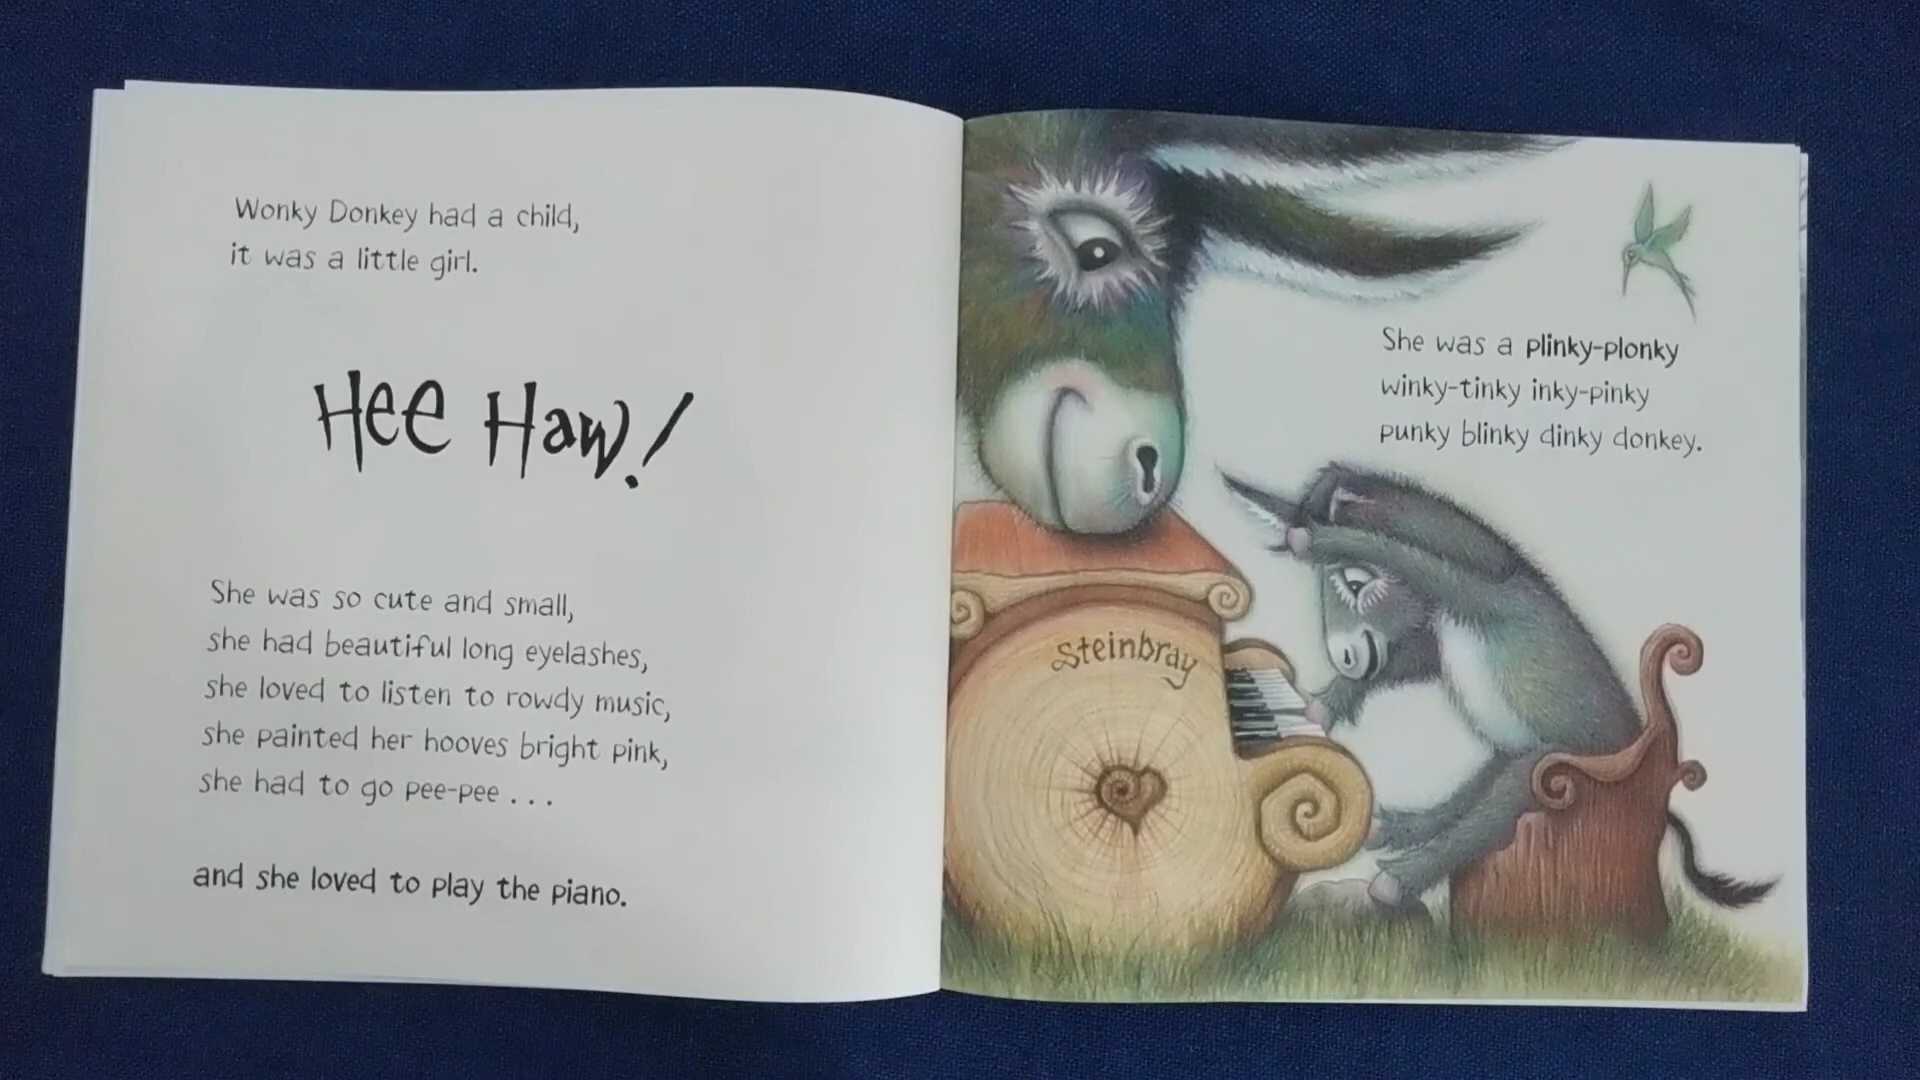 Wonky Donkey had a child,
it was a little girl.
Hee Haw!
She was so cute and small,
she had beautiful long eyelashes,
she loved to listen to rowdy music,
she painted her hooves bright pink,
she had to go pee-pee . . .
and she loved to play the piano.
She was a plinky-plonky
winky-tinky inky-pinky
punky blinky dinky donkey.
Steinbray